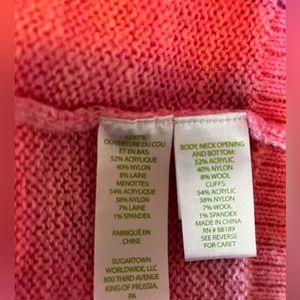 CORPS,
OUVERTURE DU COU
ET EN BAS:
52% ACRYLIQUE
40% NYLON
8% LAINE
MENOTTES:
54% ACRYLIQUE
38% NYLON
7% LAINE
1% SPANDEX
FABRIQUÉ EN
CHINE
SUGARTOWN
WORLDWIDE, LLC
800 THIRD AVENUE
KING OF PRUSSIA,
PA
BODY, NECK OPENING
AND BOTTOM:
52% ACRYLIC
40% NYLON
8% WOOL
CUFFS:
54% ACRYLIC
38% NYLON
7% WOOL
1% SPANDEX
MADE IN CHINA
RN # 88189
SEE REVERSE
FOR CARET